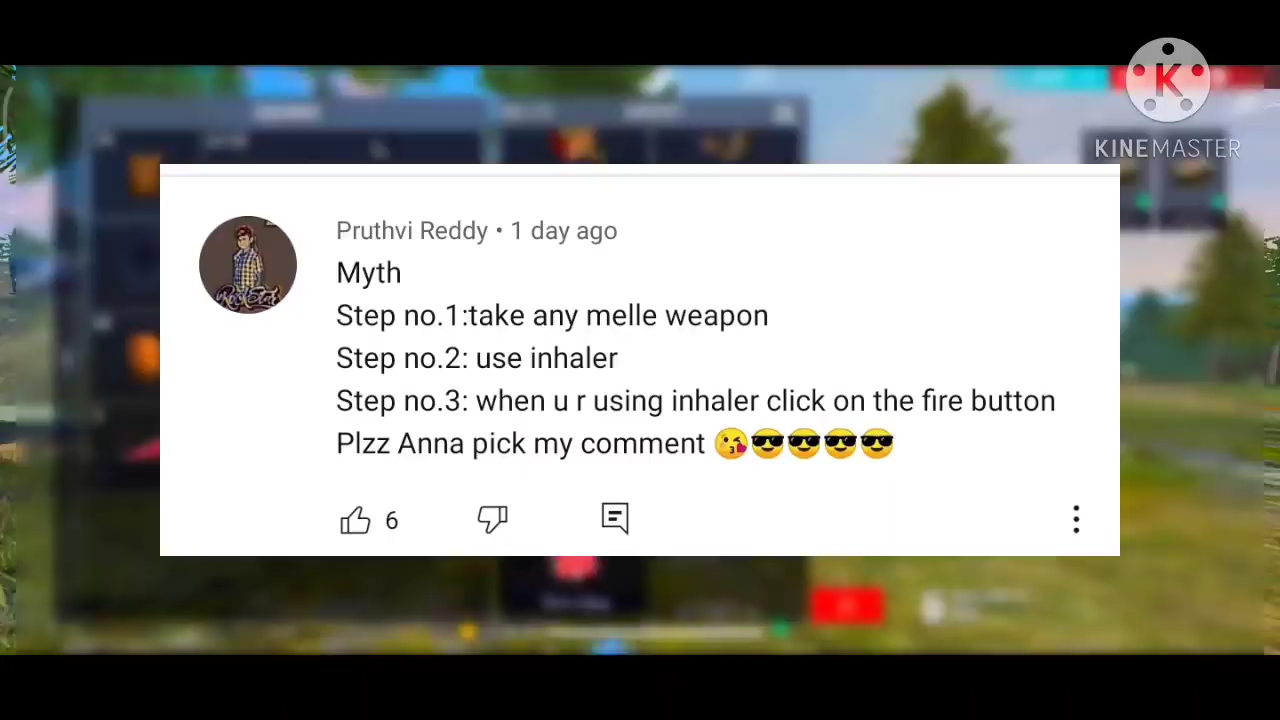 KINEMASTER
Pruthvi Reddy • 1 day ago
Myth
Step no.1:take any melle weapon
Step no.2: use inhaler
Step no.3: when u r using inhaler click on the fire button
Plzz Anna pick my comment 😘😎😎😎😎
6